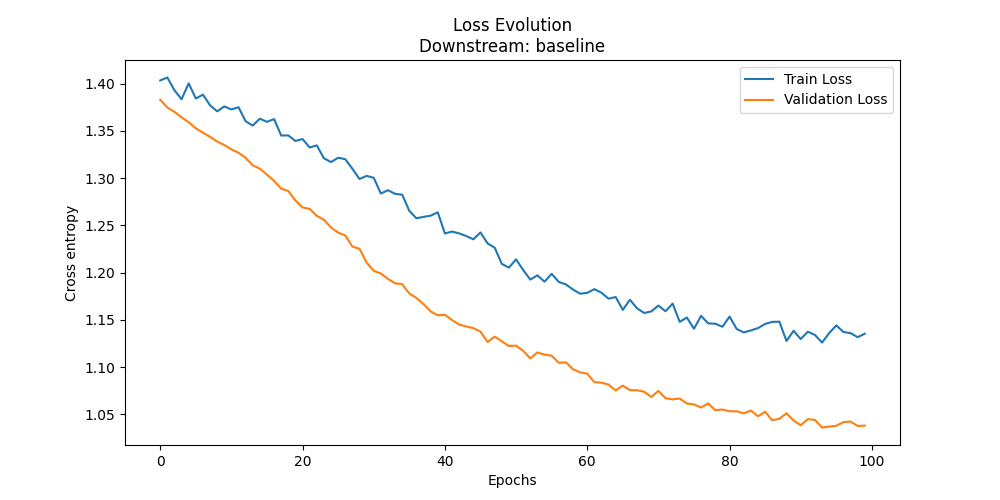 Loss Evolution
Downstream: baseline
Train Loss
Validation Loss
Cross entropy
1.40
1.35
1.30
1.25
1.20
1.15
1.10
1.05
0 20 40 60 80 100
Epochs